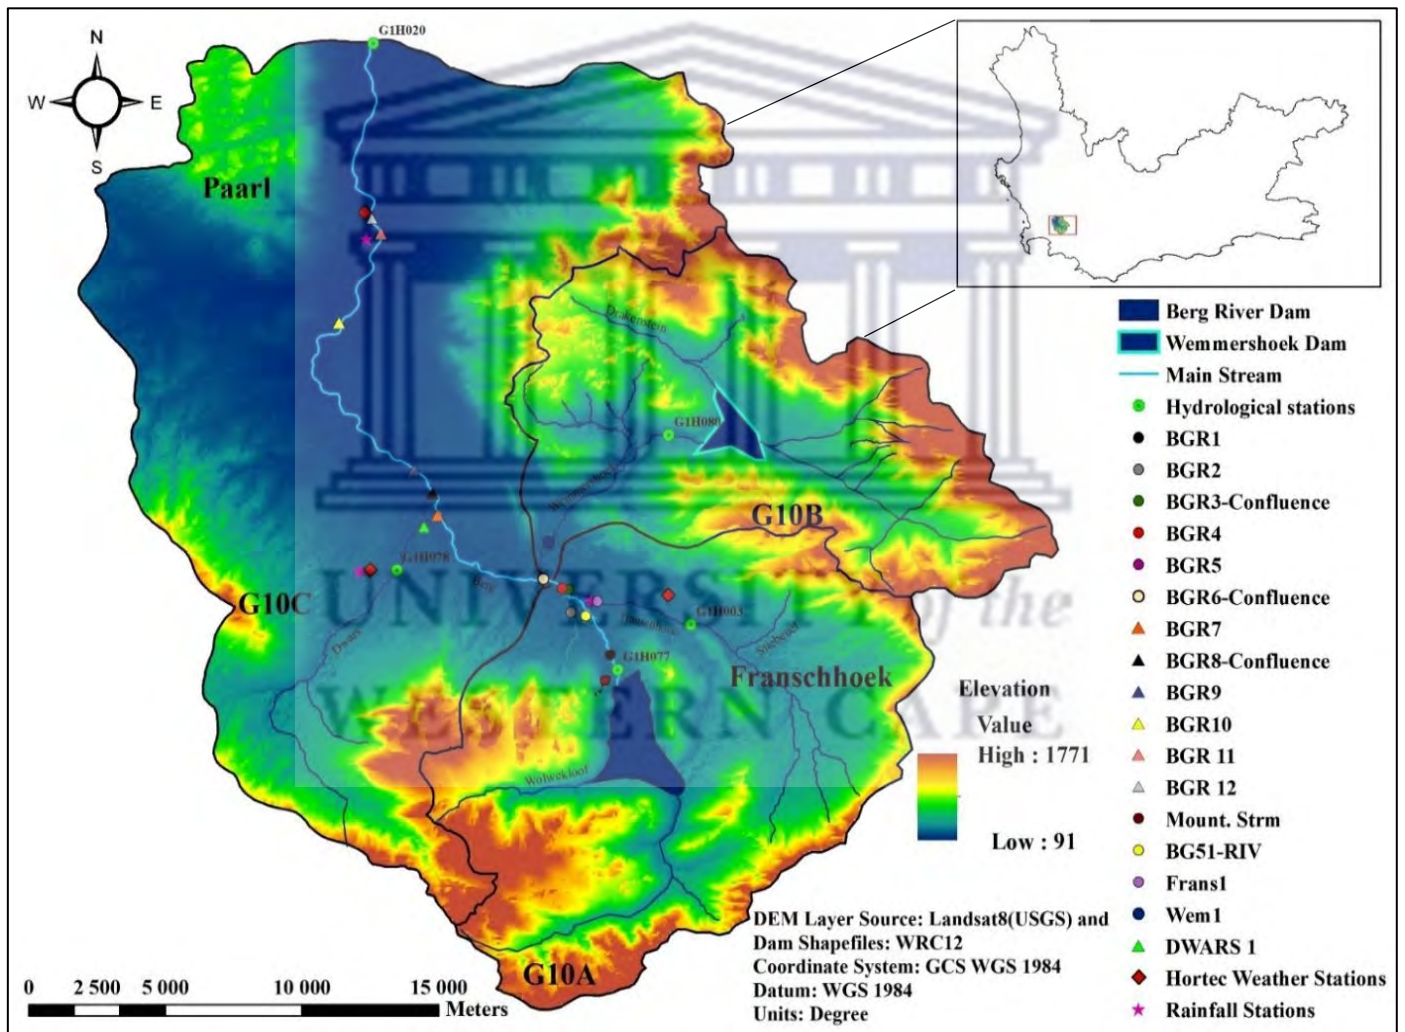 G1H020
N
W
E
S
Paarl
Drakenstein
G1H080
Wemmershoek
G10B
G1H078
Berg
G10C
Dwars
G1H003
Stiebeuel
G1H077
Franschhoek
UNIVERSITY of the
WESTERN CAPE
Wolwekloof
G10A
Berg River Dam
Wemmershoek Dam
Main Stream
Hydrological stations
BGR1
BGR2
BGR3-Confluence
BGR4
BGR5
BGR6-Confluence
BGR7
BGR8-Confluence
BGR9
BGR10
BGR 11
BGR 12
Mount. Strm
BG51-RIV
Frans1
Wem1
DWARS 1
Hortec Weather Stations
Rainfall Stations
Elevation
Value
High : 1771
Low : 91
DEM Layer Source: Landsat8(USGS) and
Dam Shapefiles: WRC12
Coordinate System: GCS WGS 1984
Datum: WGS 1984
Units: Degree
0 2 500 5 000 10 000 15 000
Meters